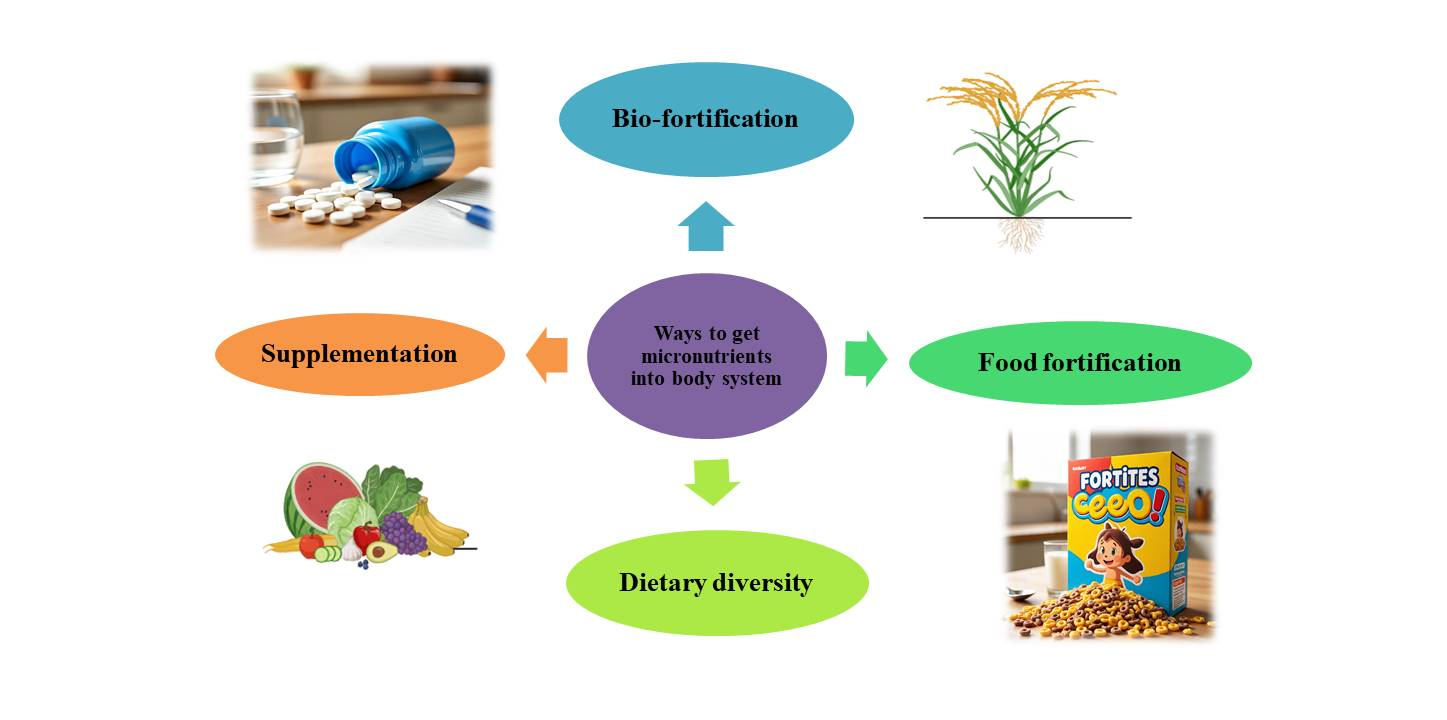 Bio-fortification
Ways to get
micronutrients
into body system
Supplementation
Food fortification
Dietary diversity
FORTiTES
ceeO!